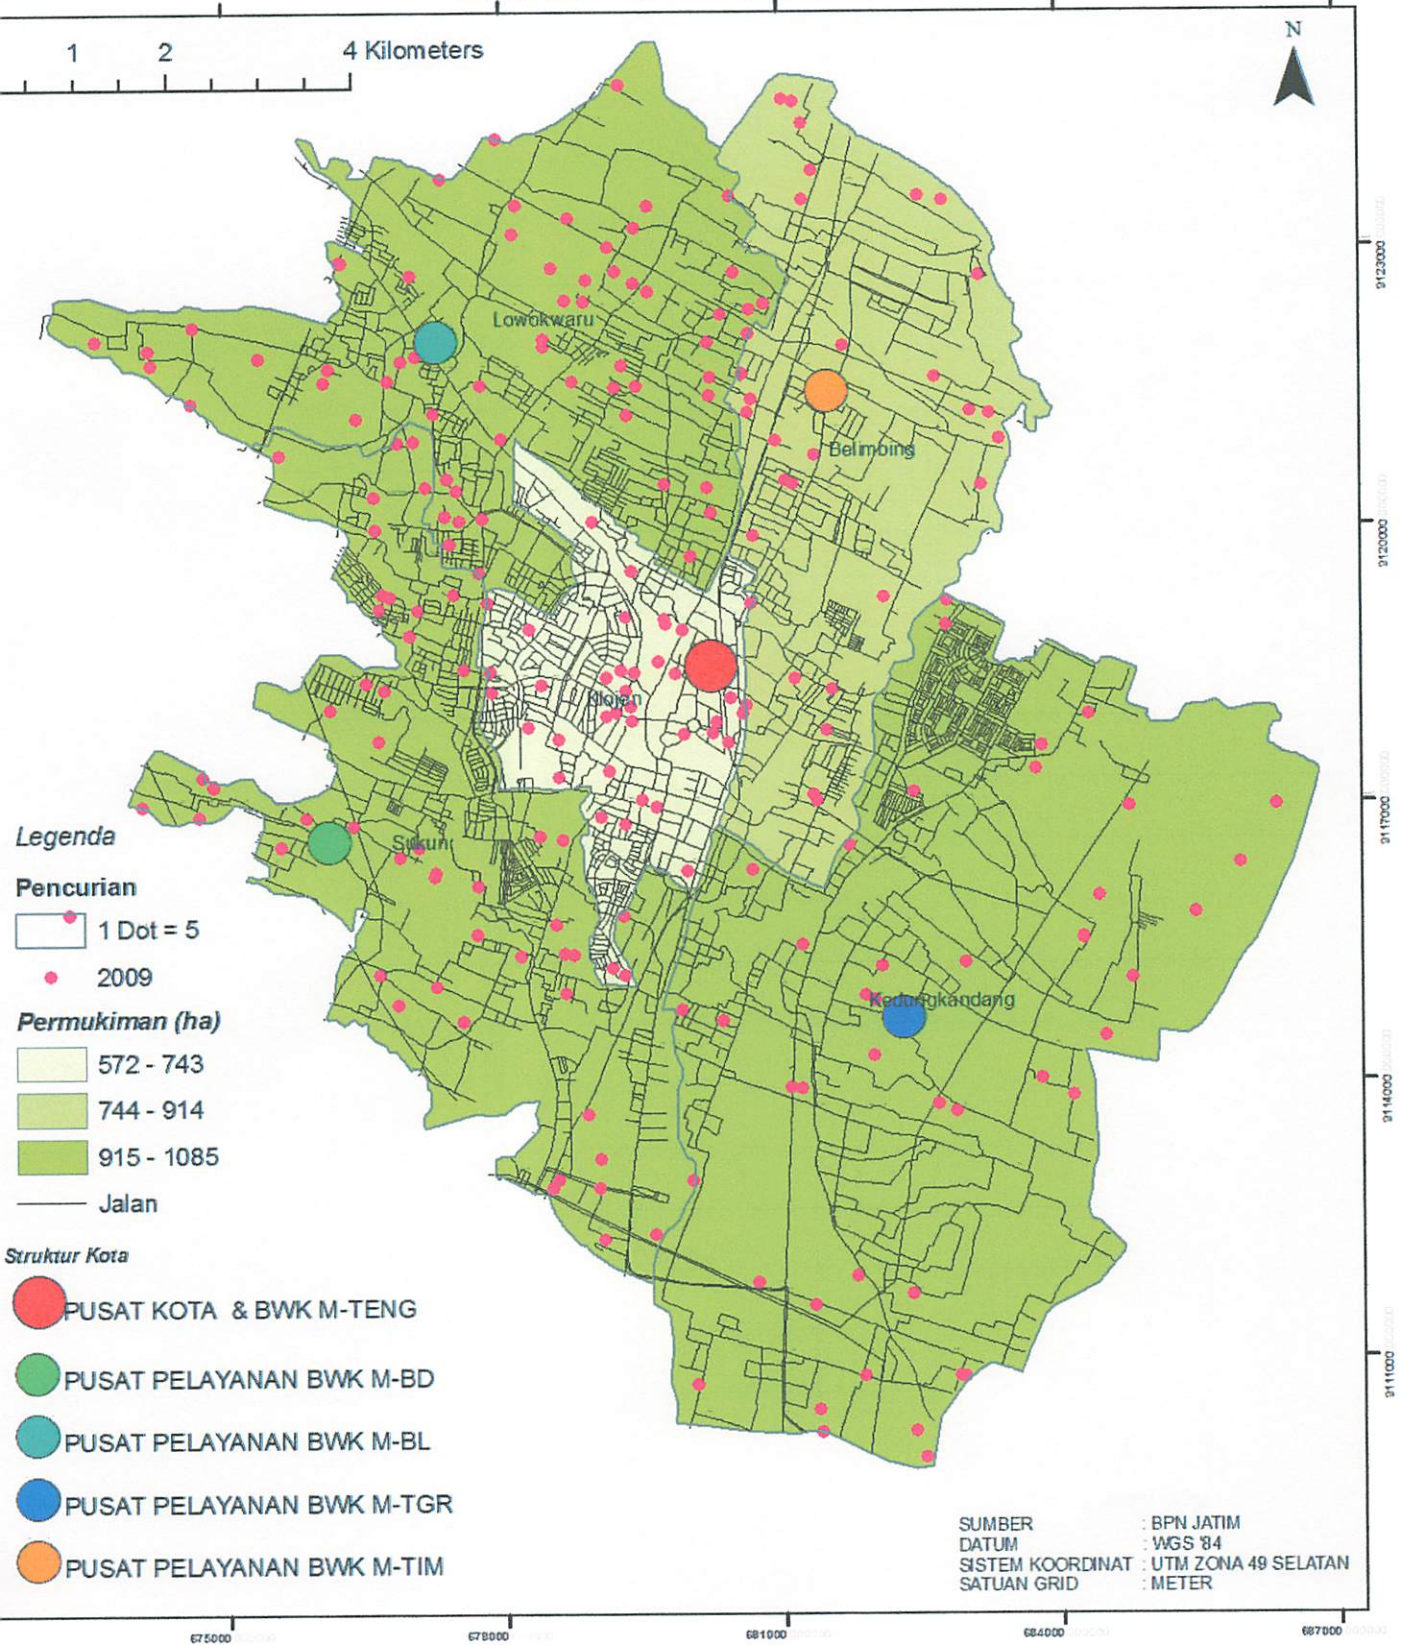 N
1 2 4 Kilometers
Lowokwaru
Belimbing
Klojen
Sukun
Kedungkandang
9123000
9120000
9117000
9114000
9111000
Legenda
Pencurian
1 Dot = 5
2009
Permukiman (ha)
572 - 743
744 - 914
915 - 1085
Jalan
Struktur Kota
PUSAT KOTA & BWK M-TENG
PUSAT PELAYANAN BWK M-BD
PUSAT PELAYANAN BWK M-BL
PUSAT PELAYANAN BWK M-TGR
PUSAT PELAYANAN BWK M-TIM
SUMBER : BPN JATIM
DATUM : WGS '84
SISTEM KOORDINAT : UTM ZONA 49 SELATAN
SATUAN GRID : METER
675000 678000 681000 684000 687000